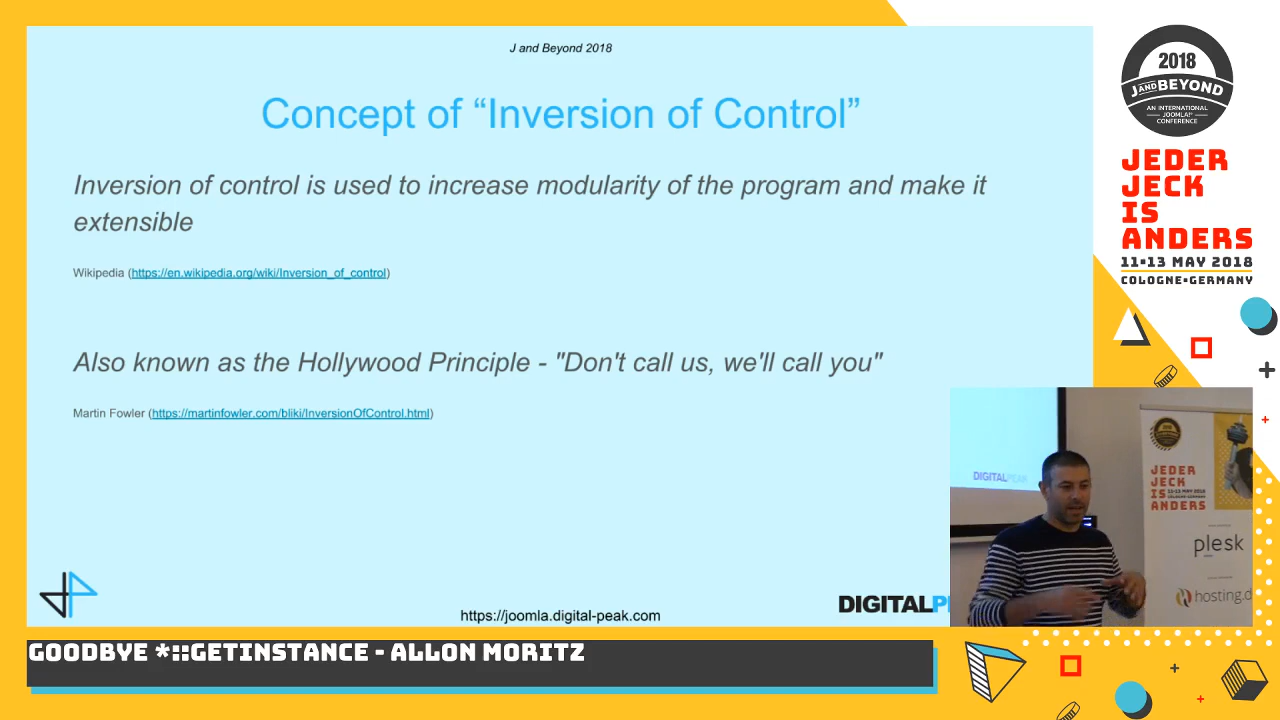 J and Beyond 2018
Concept of “Inversion of Control”
Inversion of control is used to increase modularity of the program and make it
extensible
Wikipedia (https://en.wikipedia.org/wiki/Inversion_of_control)
Also known as the Hollywood Principle - "Don't call us, we'll call you"
Martin Fowler (https://martinfowler.com/bliki/InversionOfControl.html)
https://joomla.digital-peak.com
DIGITALP
GOODBYE *::GETINSTANCE - ALLON MORITZ
2018
J AND BEYOND
AN INTERNATIONAL
JOOMLA!®
CONFERENCE
JEDER
JECK
IS
ANDERS
11-13 MAY 2018
COLOGNE-GERMANY
DIGITALPEAK
JEDER
JECK
IS
ANDERS
plesk
hosting.d